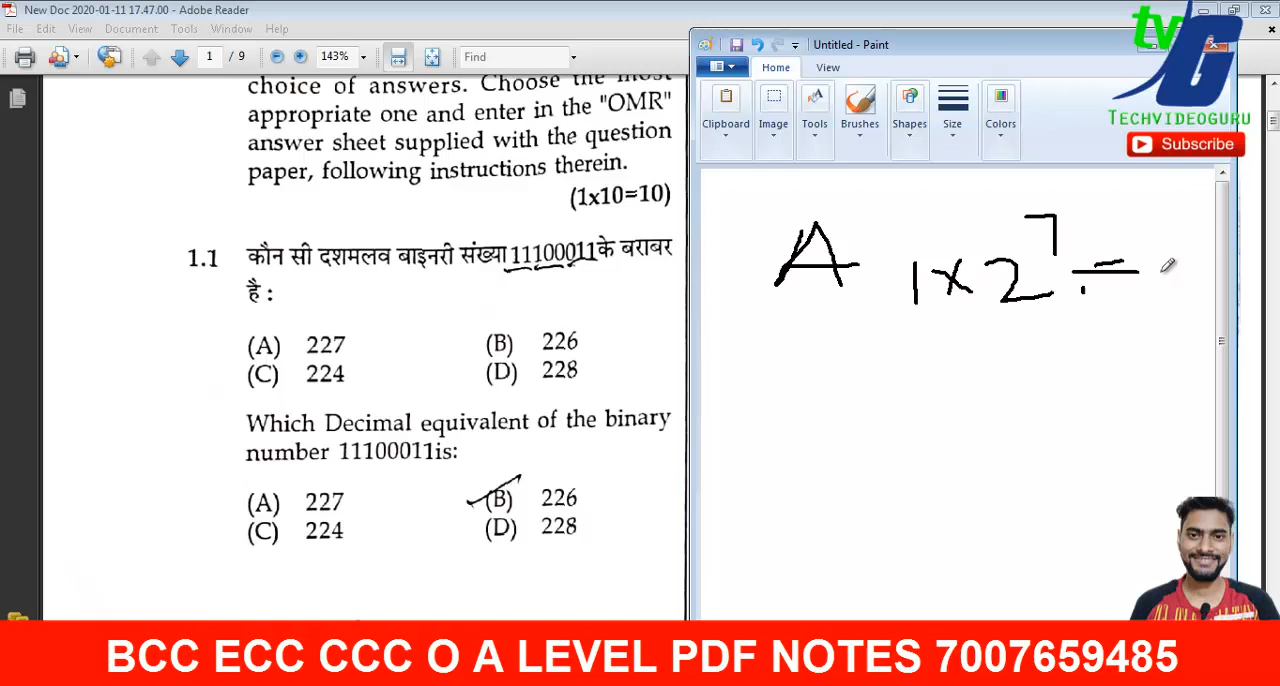 New Doc 2020-01-11 17.47.00 - Adobe Reader
File Edit View Document Tools Window Help
1 / 9 143% Find
choice of answers. Choose the most
appropriate one and enter in the "OMR"
answer sheet supplied with the question
paper, following instructions therein.
(1x10=10)
1.1 कौन सी दशमलव बाइनरी संख्या 11100011 के बराबर
है :
(A) 227 (B) 226
(C) 224 (D) 228
Which Decimal equivalent of the binary
number 11100011is:
(A) 227 (B) 226
(C) 224 (D) 228
Untitled - Paint
Home View
Clipboard Image Tools Brushes Shapes Size Colors
A 1 x 2 7
tv G
TECHVIDEOGURU
Subscribe
BCC ECC CCC O A LEVEL PDF NOTES 7007659485